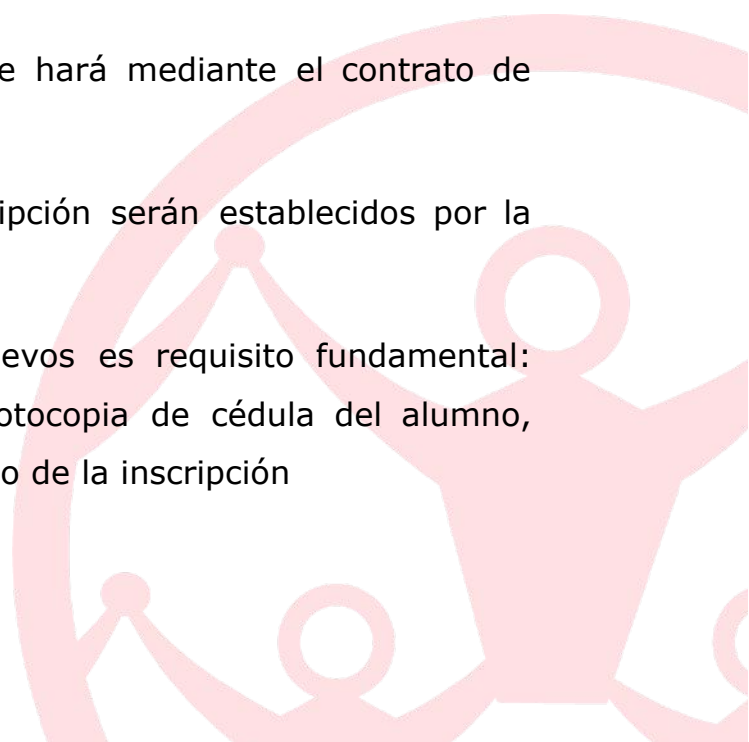 e hará mediante el contrato de
ipción serán establecidos por la
evos es requisito fundamental:
otocopia de cédula del alumno,
o de la inscripción